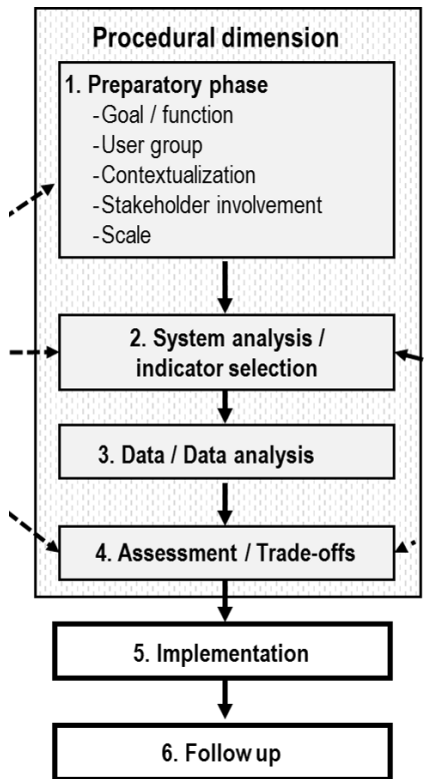 Procedural dimension
1. Preparatory phase
-Goal / function
-User group
-Contextualization
-Stakeholder involvement
-Scale
2. System analysis /
indicator selection
3. Data / Data analysis
4. Assessment / Trade-offs
5. Implementation
6. Follow up